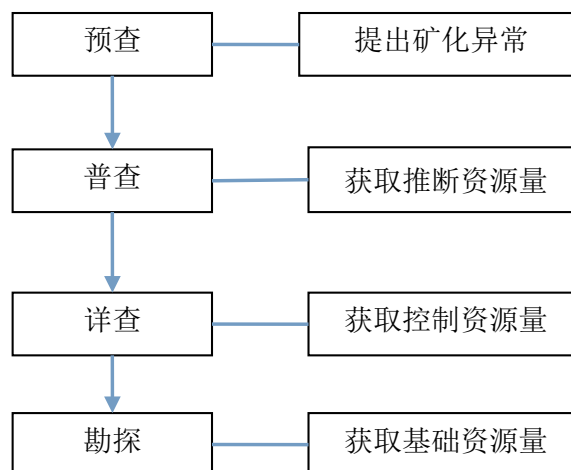 预查
提出矿化异常
普查
获取推断资源量
详查
获取控制资源量
勘探
获取基础资源量